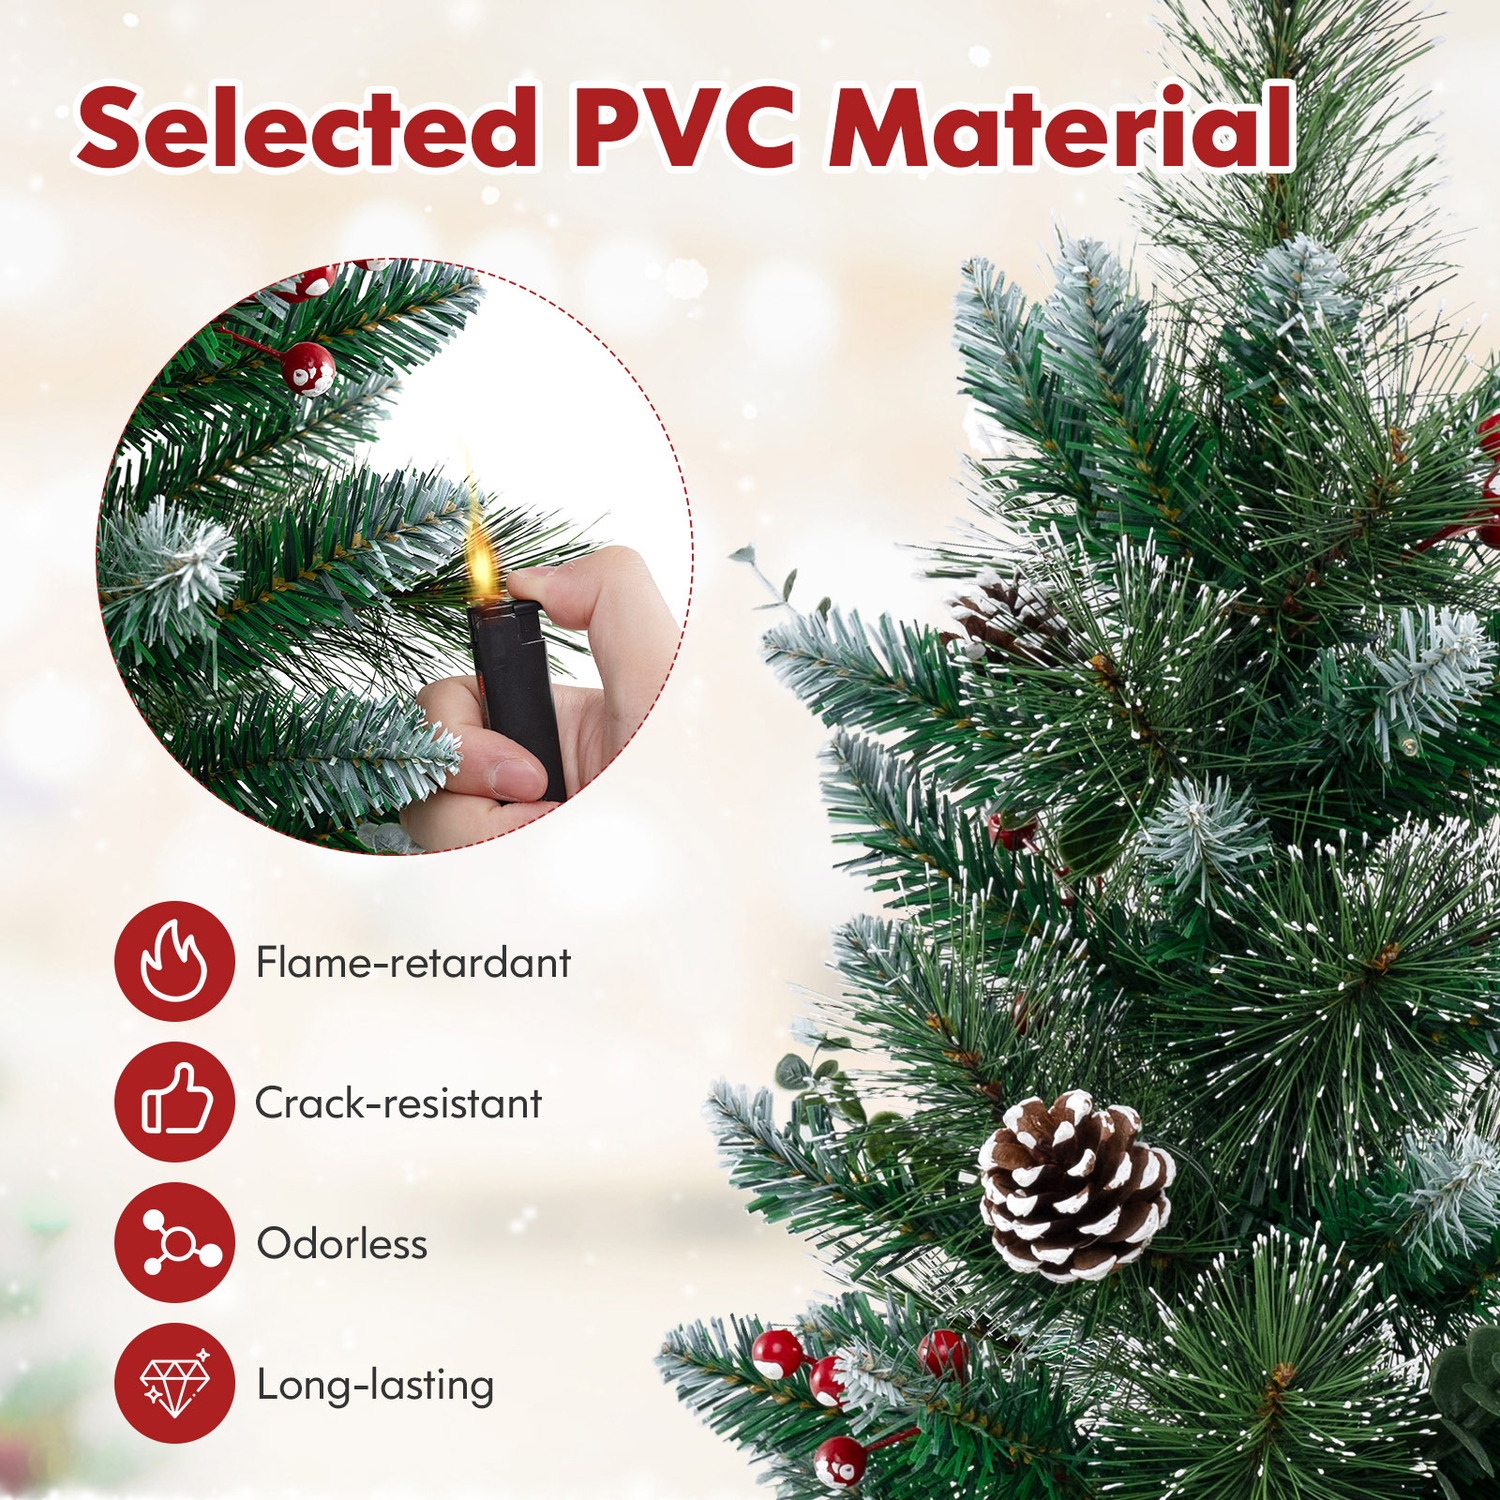 Selected PVC Material
Flame-retardant
Crack-resistant
Odorless
Long-lasting